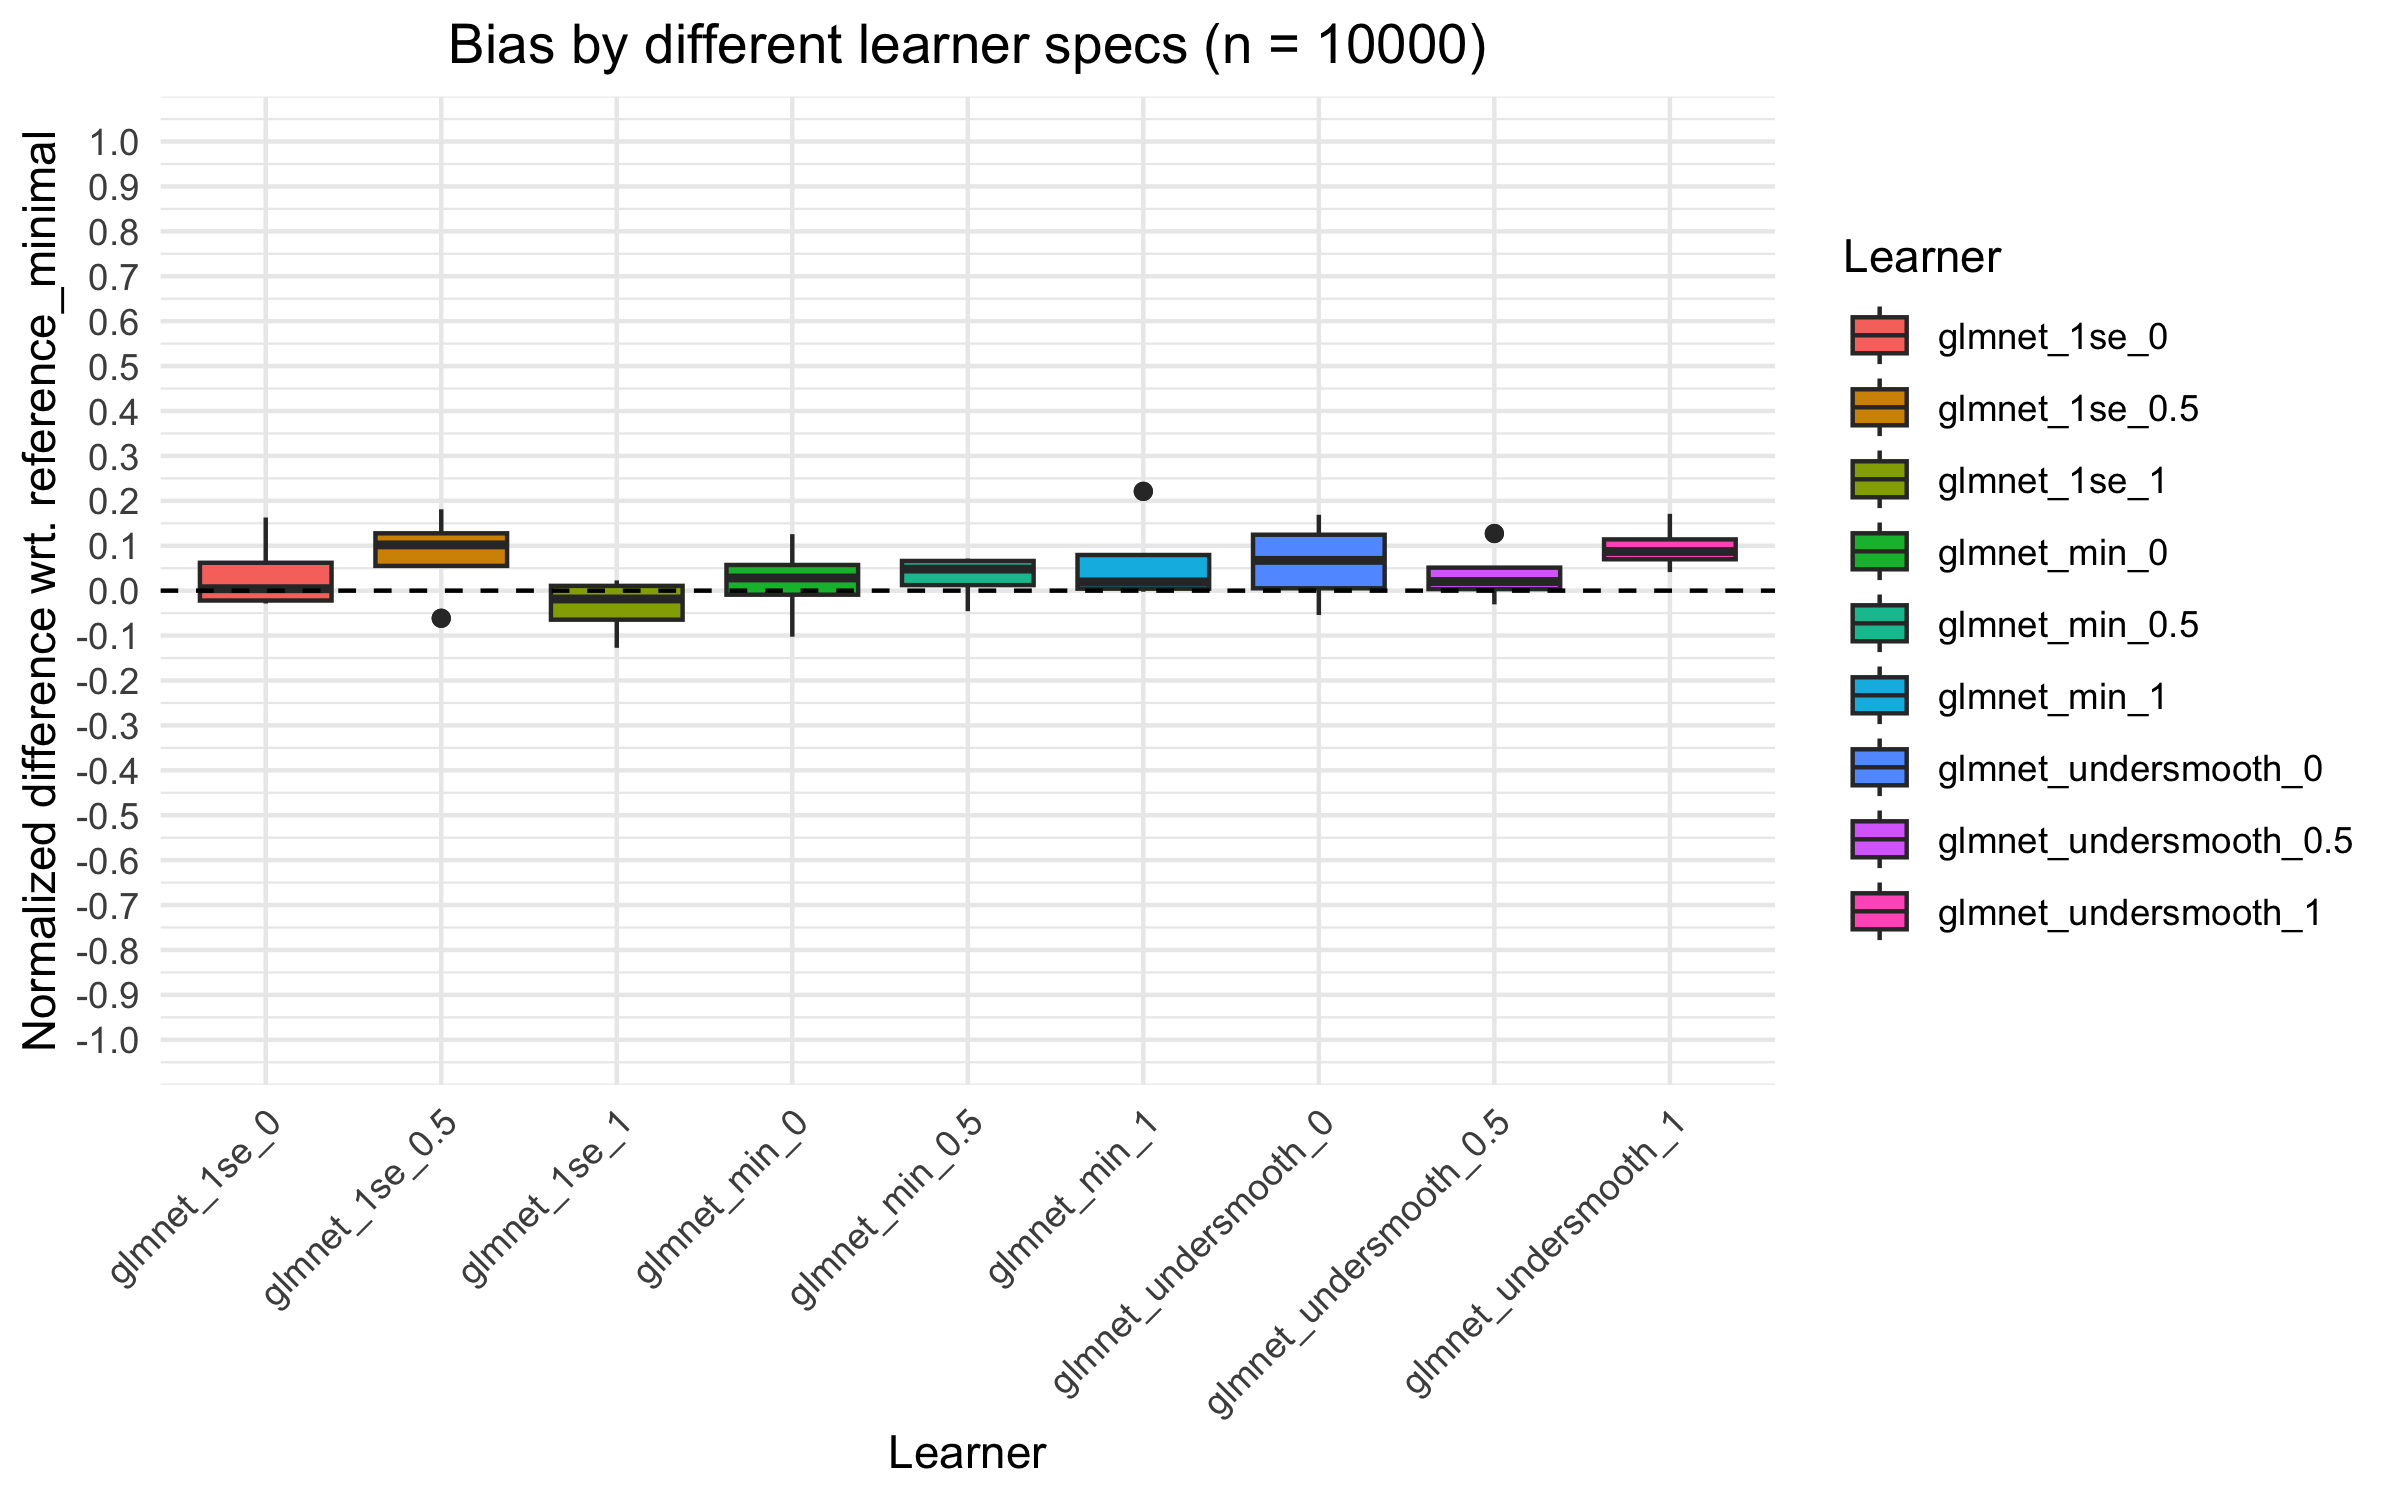 Bias by different learner specs (n = 10000)
Normalized difference wrt. reference_minimal
1.0
0.9
0.8
0.7
0.6
0.5
0.4
0.3
0.2
0.1
0.0
-0.1
-0.2
-0.3
-0.4
-0.5
-0.6
-0.7
-0.8
-0.9
-1.0
glmnet_1se_0
glmnet_1se_0.5
glmnet_1se_1
glmnet_min_0
glmnet_min_0.5
glmnet_min_1
glmnet_undersmooth_0
glmnet_undersmooth_0.5
glmnet_undersmooth_1
Learner
Learner
glmnet_1se_0
glmnet_1se_0.5
glmnet_1se_1
glmnet_min_0
glmnet_min_0.5
glmnet_min_1
glmnet_undersmooth_0
glmnet_undersmooth_0.5
glmnet_undersmooth_1